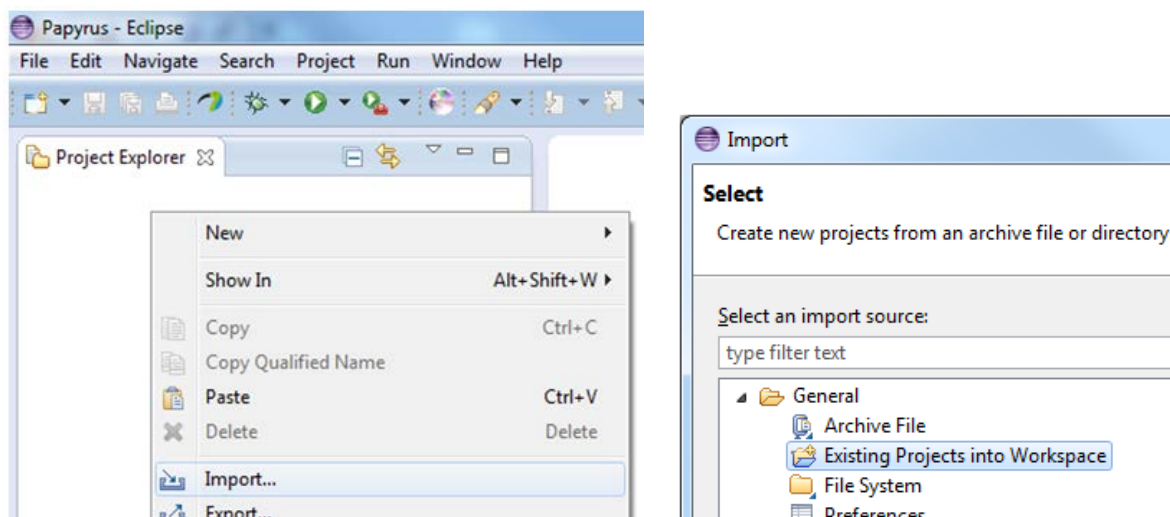 Papyrus - Eclipse
File Edit Navigate Search Project Run Window Help
Project Explorer
New
Show In Alt+Shift+W
Copy Ctrl+C
Copy Qualified Name
Paste Ctrl+V
Delete Delete
Import...
Export...
Import
Select
Create new projects from an archive file or directory
Select an import source:
type filter text
General
Archive File
Existing Projects into Workspace
File System
Preferences